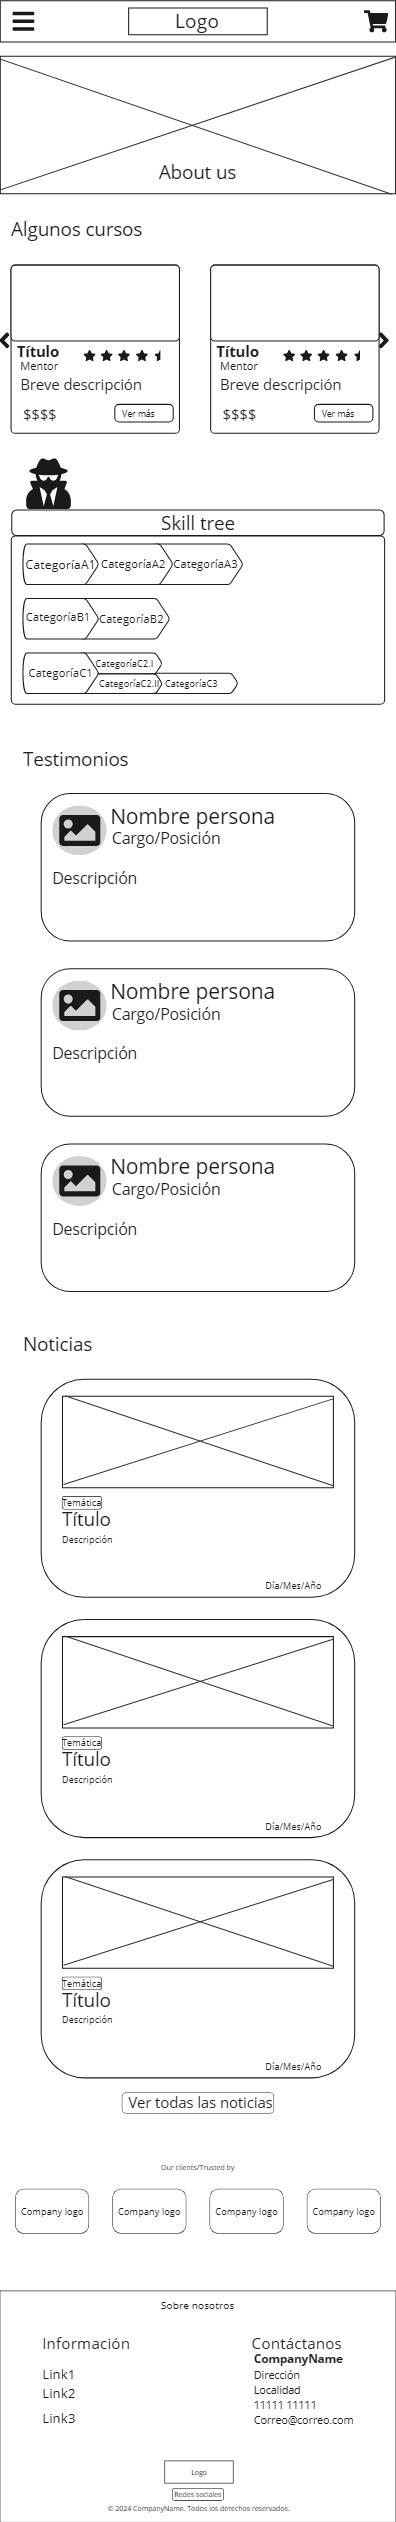 Logo
About us
Algunos cursos
Título
Mentor
Breve descripción
$$$$
Ver más
Título
Mentor
Breve descripción
$$$$
Ver más
Skill tree
CategoríaA1 CategoríaA2 CategoríaA3
CategoríaB1 CategoríaB2
CategoríaC1
CategoríaC2.I
CategoríaC2.II CategoríaC3
Testimonios
Nombre persona
Cargo/Posición
Descripción
Nombre persona
Cargo/Posición
Descripción
Nombre persona
Cargo/Posición
Descripción
Noticias
Temática
Título
Descripción
Día/Mes/Año
Temática
Título
Descripción
Día/Mes/Año
Temática
Título
Descripción
Día/Mes/Año
Ver todas las noticias
Our clients/Trusted by
Company logo Company logo Company logo Company logo
Sobre nosotros
Información
Link1
Link2
Link3
Contáctanos
CompanyName
Dirección
Localidad
11111 11111
Correo@correo.com
Logo
Redes sociales
© 2024 CompanyName. Todos los derechos reservados.